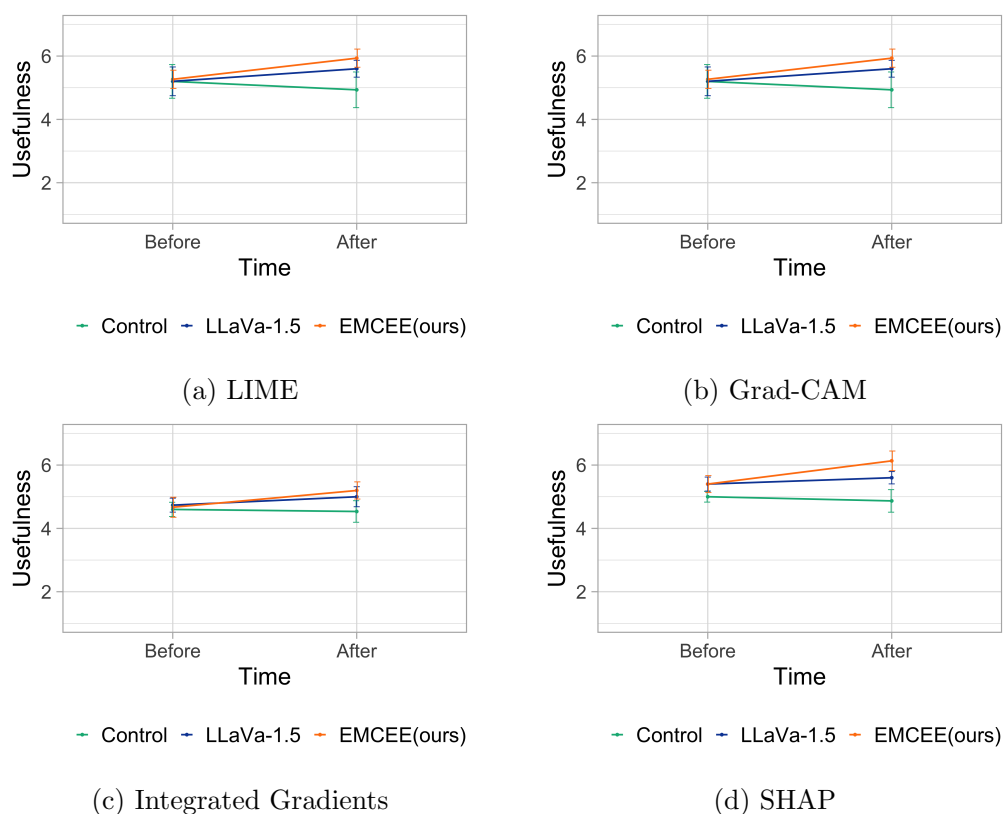 Usefulness
6
4
2
Before After
Time
Control LLaVa-1.5 EMCEE(ours)
(a) LIME
Usefulness
6
4
2
Before After
Time
Control LLaVa-1.5 EMCEE(ours)
(b) Grad-CAM
Usefulness
6
4
2
Before After
Time
Control LLaVa-1.5 EMCEE(ours)
(c) Integrated Gradients
Usefulness
6
4
2
Before After
Time
Control LLaVa-1.5 EMCEE(ours)
(d) SHAP